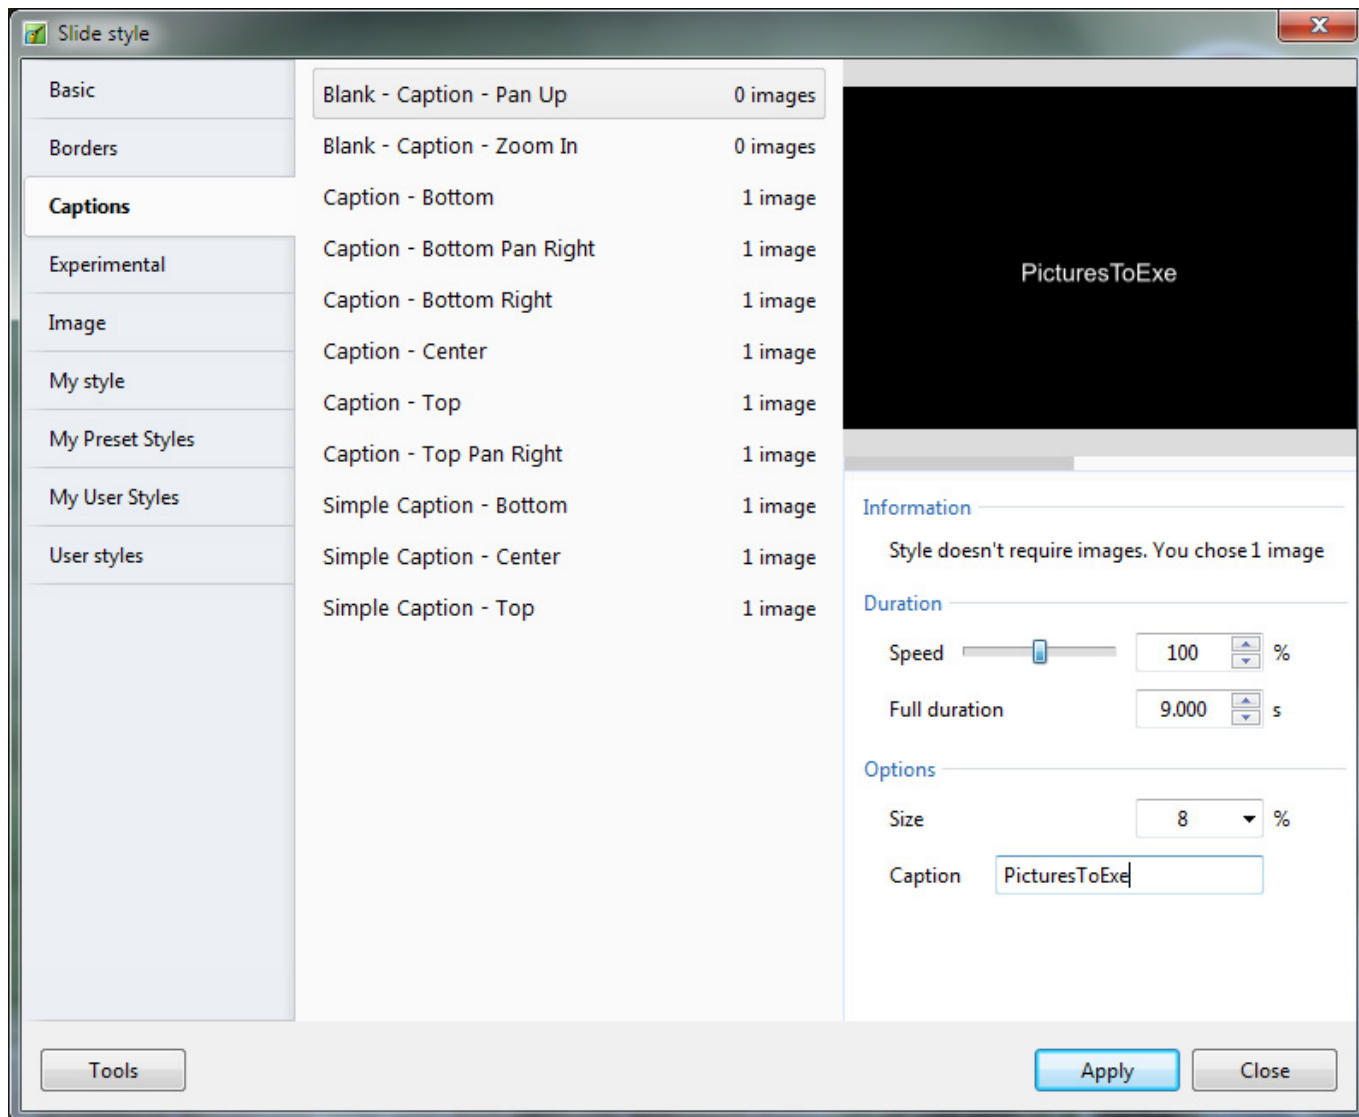 Slide style
Basic
Borders
Captions
Experimental
Image
My style
My Preset Styles
My User Styles
User styles
Blank - Caption - Pan Up 0 images
Blank - Caption - Zoom In 0 images
Caption - Bottom 1 image
Caption - Bottom Pan Right 1 image
Caption - Bottom Right 1 image
Caption - Center 1 image
Caption - Top 1 image
Caption - Top Pan Right 1 image
Simple Caption - Bottom 1 image
Simple Caption - Center 1 image
Simple Caption - Top 1 image
PicturesToExe
Information
Style doesn't require images. You chose 1 image
Duration
Speed 100 %
Full duration 9.000 s
Options
Size 8 %
Caption PicturesToExe
Tools
Apply
Close